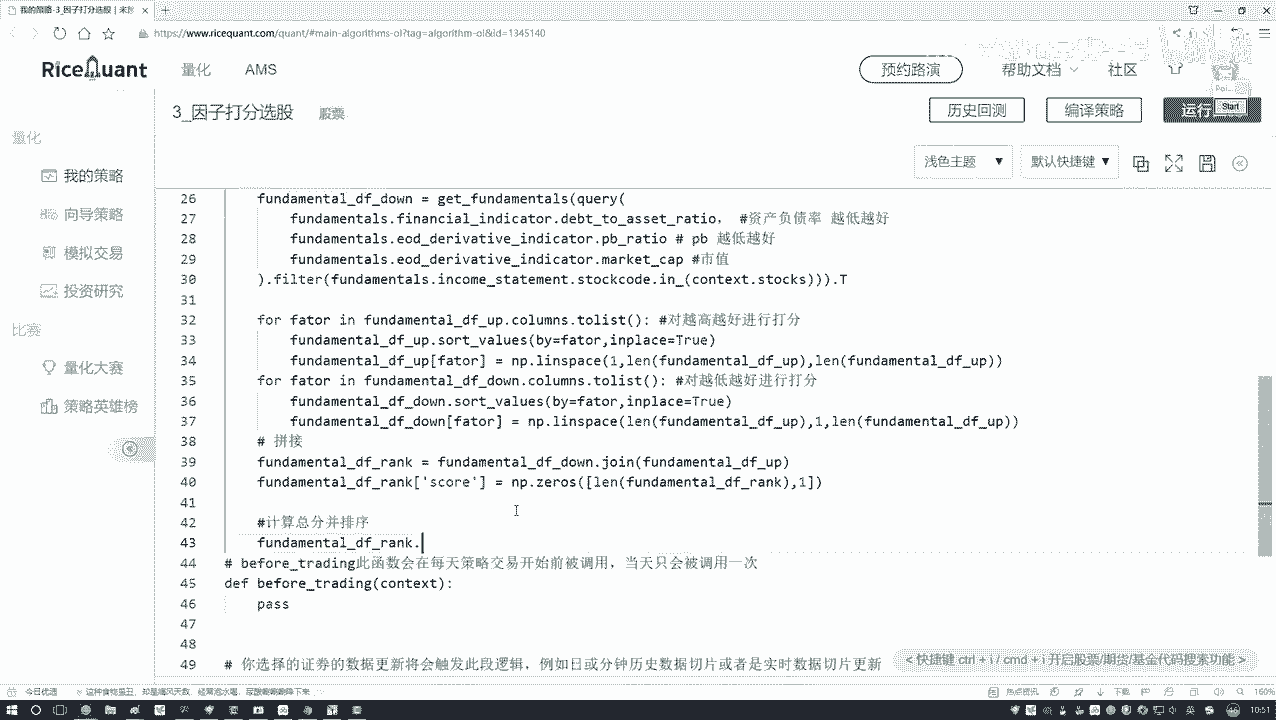 我的策略-3_因子打分选股 | 米
https://www.ricequant.com/quant/#main-algorithms-ol?tag=algorithm-ol&id=1345140
RiceQuant 量化 AMS 预约路演 帮助文档 社区
3_因子打分选股 股票 历史回测 编译策略 运行 Start
浅色主题 ▼ 默认快捷键 ▼
量化
我的策略
向导策略
模拟交易
投资研究
比赛
量化大赛
策略英雄榜
26 fundamental_df_down = get_fundamentals(query(
27 fundamentals.financial_indicator.debt_to_asset_ratio, #资产负债率 越低越好
28 fundamentals.eod_derivative_indicator.pb_ratio # pb 越低越好
29 fundamentals.eod_derivative_indicator.market_cap #市值
30 ).filter(fundamentals.income_statement.stockcode.in_(context.stocks))).T
31
32 for fator in fundamental_df_up.columns.tolist(): #对越高越好进行打分
33 fundamental_df_up.sort_values(by=fator,inplace=True)
34 fundamental_df_up[fator] = np.linspace(1,len(fundamental_df_up),len(fundamental_df_up))
35 for fator in fundamental_df_down.columns.tolist(): #对越低越好进行打分
36 fundamental_df_down.sort_values(by=fator,inplace=True)
37 fundamental_df_down[fator] = np.linspace(len(fundamental_df_up),1,len(fundamental_df_up))
38 # 拼接
39 fundamental_df_rank = fundamental_df_down.join(fundamental_df_up)
40 fundamental_df_rank['score'] = np.zeros([len(fundamental_df_rank),1])
41
42 #计算总分并排序
43 fundamental_df_rank.
44 # before_trading此函数会在每天策略交易开始前被调用，当天只会被调用一次
45 def before_trading(context):
46 pass
47
48
49 # 你选择的证券的数据更新将会触发此段逻辑，例如日或分钟历史数据切片或者是实时数据切片更新
< 快捷键 ctrl + i / cmd + i 开启股票/期货/基金代码搜索功能 >
今日优选 热点资讯 下载 160%
英 10:51